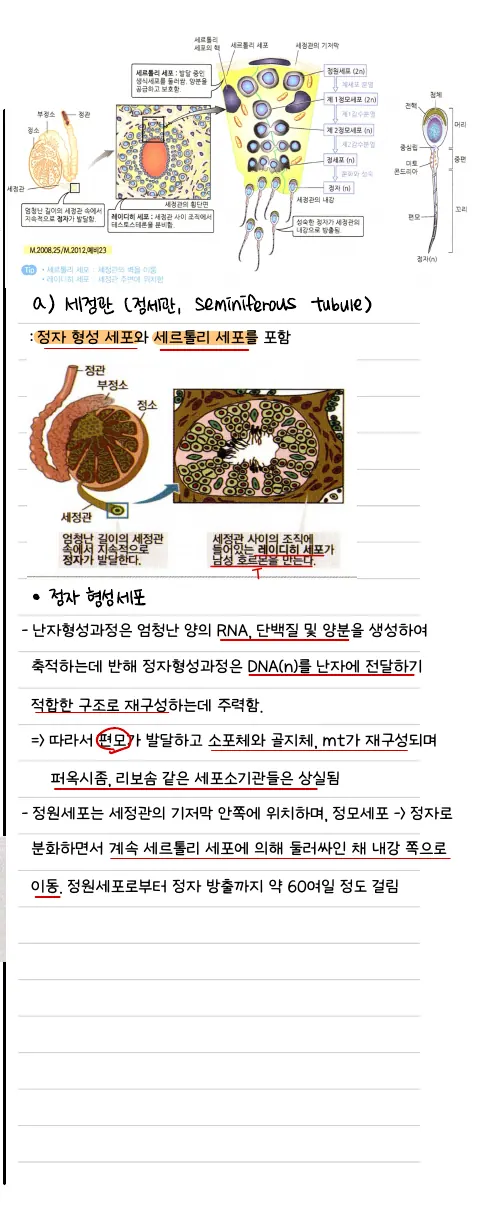 세르톨리
세포의 핵
세르톨리 세포
세정관의 기저막
세르톨리 세포 : 발달 중인
생식세포를 둘러쌈. 양분을
공급하고 보호함.
정원세포 (2n)
체세포 분열
제 1정모세포 (2n)
제1감수분열
제 2정모세포 (n)
제2감수분열
정세포 (n)
분화와 성숙
정자 (n)
세정관의 내강
성숙한 정자가 세정관의
내강으로 방출됨.
부정소
정관
정소
세정관
엄청난 길이의 세정관 속에서
지속적으로 정자가 발달함.
세정관의 횡단면
레이디히 세포 : 세정관 사이 조직에서
테스토스테론을 분비함.
첨체
전핵
머리
중심립
중편
미토
콘드리아
꼬리
편모
정자(n)
M.2008.25/M.2012.예비23
Tip
• 세르톨리 세포 : 세정관의 벽을 이룸
• 레이디히 세포 : 세정관 주변에 위치함
a) 세정관 (정세관, seminiferous tubule)
: 정자 형성 세포와 세르톨리 세포를 포함
정관
부정소
정소
세정관
엄청난 길이의 세정관
속에서 지속적으로
정자가 발달한다.
세정관 사이의 조직에
들어있는 레이디히 세포가
남성 호르몬을 만든다.
T
• 정자 형성세포
- 난자형성과정은 엄청난 양의 RNA, 단백질 및 양분을 생성하여
축적하는데 반해 정자형성과정은 DNA(n)를 난자에 전달하기
적합한 구조로 재구성하는데 주력함.
=> 따라서 편모가 발달하고 소포체와 골지체, mt가 재구성되며
퍼옥시좀, 리보솜 같은 세포소기관들은 상실됨
- 정원세포는 세정관의 기저막 안쪽에 위치하며, 정모세포 -> 정자로
분화하면서 계속 세르톨리 세포에 의해 둘러싸인 채 내강 쪽으로
이동. 정원세포로부터 정자 방출까지 약 60여일 정도 걸림